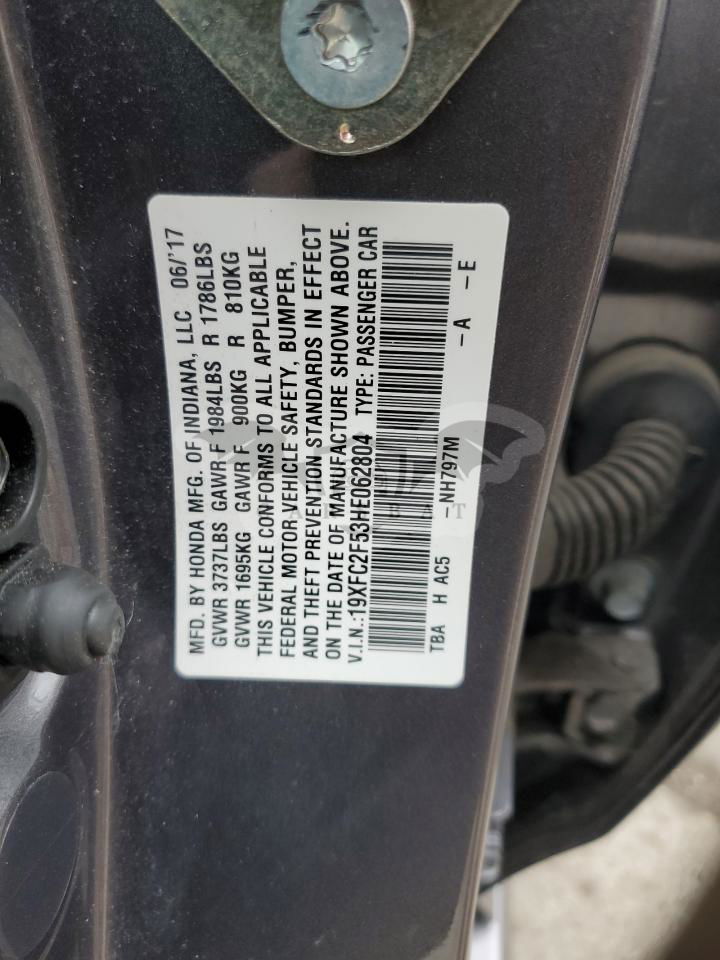 MFD. BY HONDA MFG. OF INDIANA, LLC 06/'17
GVWR 3737LBS GAWR F 1984LBS R 1786LBS
GVWR 1695KG GAWR F 900KG R 810KG
THIS VEHICLE CONFORMS TO ALL APPLICABLE
FEDERAL MOTOR-VEHICLE SAFETY, BUMPER,
AND THEFT PREVENTION STANDARDS IN EFFECT
ON THE DATE OF MANUFACTURE SHOWN ABOVE.
V.I.N.:19XFC2F53HE062804 TYPE: PASSENGER CAR
TBA H AC5 -NH797M -A -E